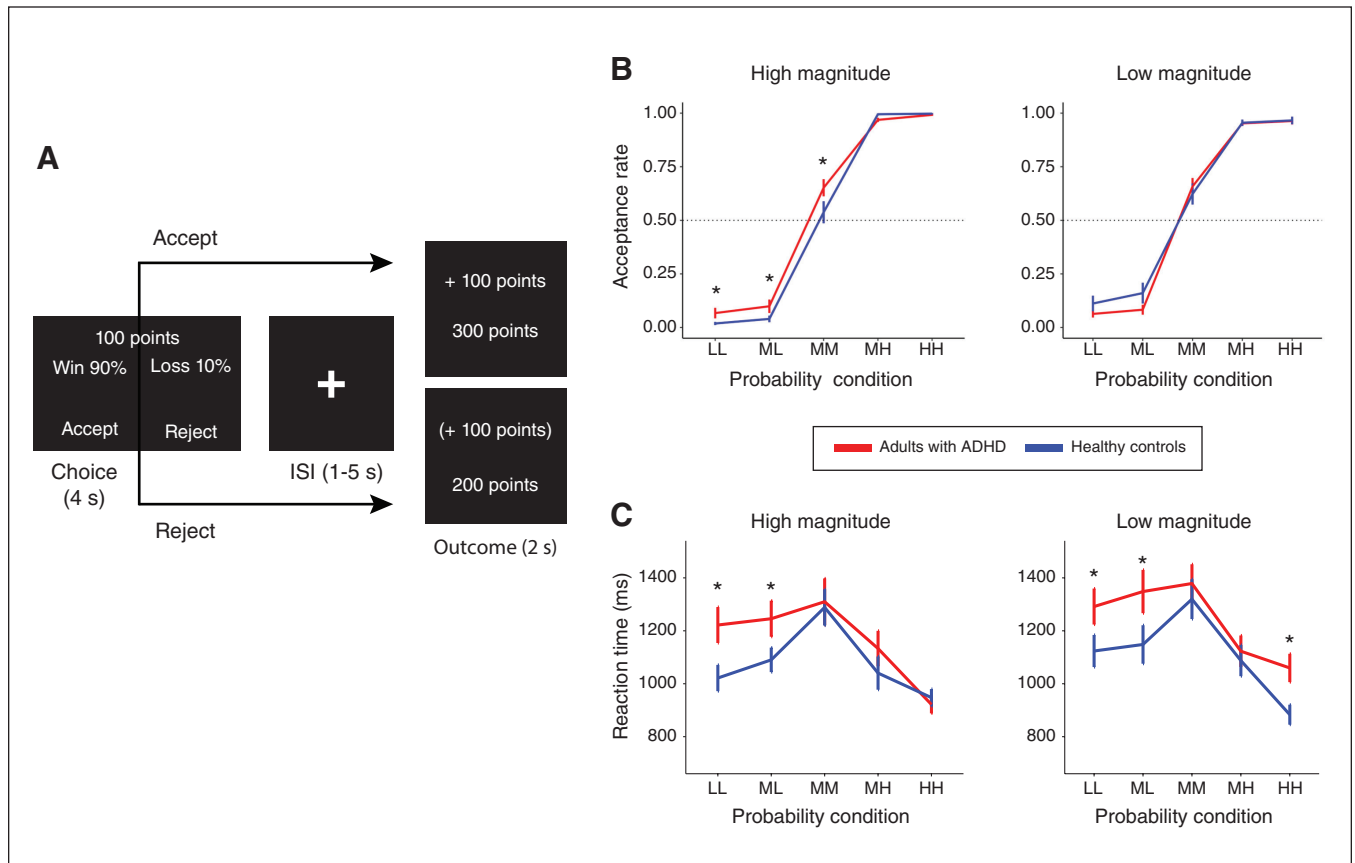 A
Accept
100 points
Win 90% Loss 10%
Accept Reject
Choice
(4 s)
+
ISI (1-5 s)
Reject
+ 100 points
300 points
(+ 100 points)
200 points
Outcome (2 s)
B
High magnitude
Acceptance rate
1.00
0.75
0.50
0.25
0.00
* * *
LL ML MM MH HH
Probability condition
Low magnitude
1.00
0.75
0.50
0.25
0.00
LL ML MM MH HH
Probability condition
Adults with ADHD Healthy controls
C
High magnitude
Reaction time (ms)
1400
1200
1000
800
* *
LL ML MM MH HH
Probability condition
Low magnitude
1400
1200
1000
800
* * *
LL ML MM MH HH
Probability condition